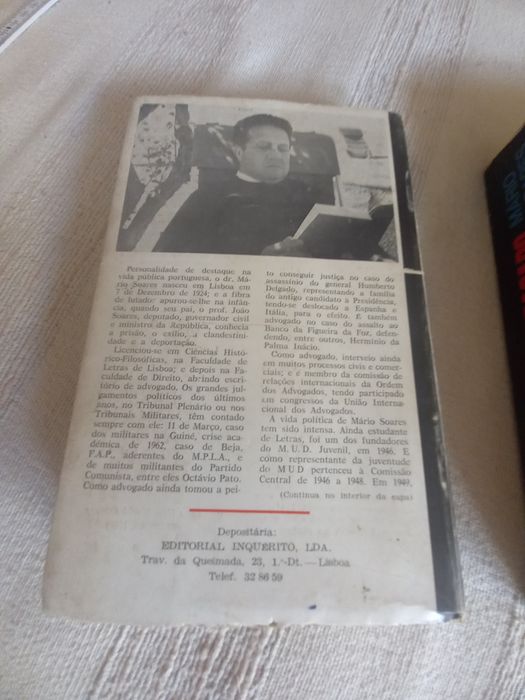 Personalidade de destaque na
vida pública portuguesa, o dr. Má-
rio Soares nasceu em Lisboa em
7 de Dezembro de 1924; e a fibra
de lutador apurou-se-lhe na infân-
cia, quando seu pai, o prof. João
Soares, deputado, governador civil
e ministro da República, conhecia
a prisão, o exílio, a clandestini-
dade e a deportação.
Licenciou-se em Ciências Histó-
rico-Filosóficas, na Faculdade de
Letras de Lisboa; e depois na Fa-
culdade de Direito, abrindo escri-
tório de advogado. Os grandes jul-
gamentos políticos dos últimos
anos, no Tribunal Plenário ou nos
Tribunais Militares, têm contado
sempre com ele: 11 de Março, caso
dos militares na Guiné, crise aca-
démica de 1962, caso de Beja,
F.A.P., aderentes do M.P.L.A., e
de muitos militantes do Partido
Comunista, entre eles Octávio Pato.
Como advogado ainda tomou a pei-
to conseguir justiça no caso do
assassínio do general Humberto
Delgado, representando a família
do antigo candidato a Presidência,
tendo-se deslocado a Espanha e
Itália, para o efeito. E também
advogado no caso do assalto ao
Banco da Figueira da Foz, defen-
dendo, entre outros, Hermínio da
Palma Inácio.
Como advogado, interveio ainda
em muitos processos civis e comer-
ciais; e é membro da comissão de
relações internacionais da Ordem
dos Advogados, tendo participado
em congressos da União Interna-
cional dos Advogados.
A vida política de Mário Soares
tem sido intensa. Ainda estudante
de Letras, foi um dos fundadores
do M.U.D. Juvenil, em 1946. E
como representante da juventude
do MUD pertenceu à Comissão
Central de 1946 a 1948. Em 1949,
(Continua no interior da capa)
Depositária:
EDITORIAL INQUÉRITO, LDA.
Trav. da Queimada, 23, 1.º-Dt. — Lisboa
Telef. 32 86 59
MÁRIO